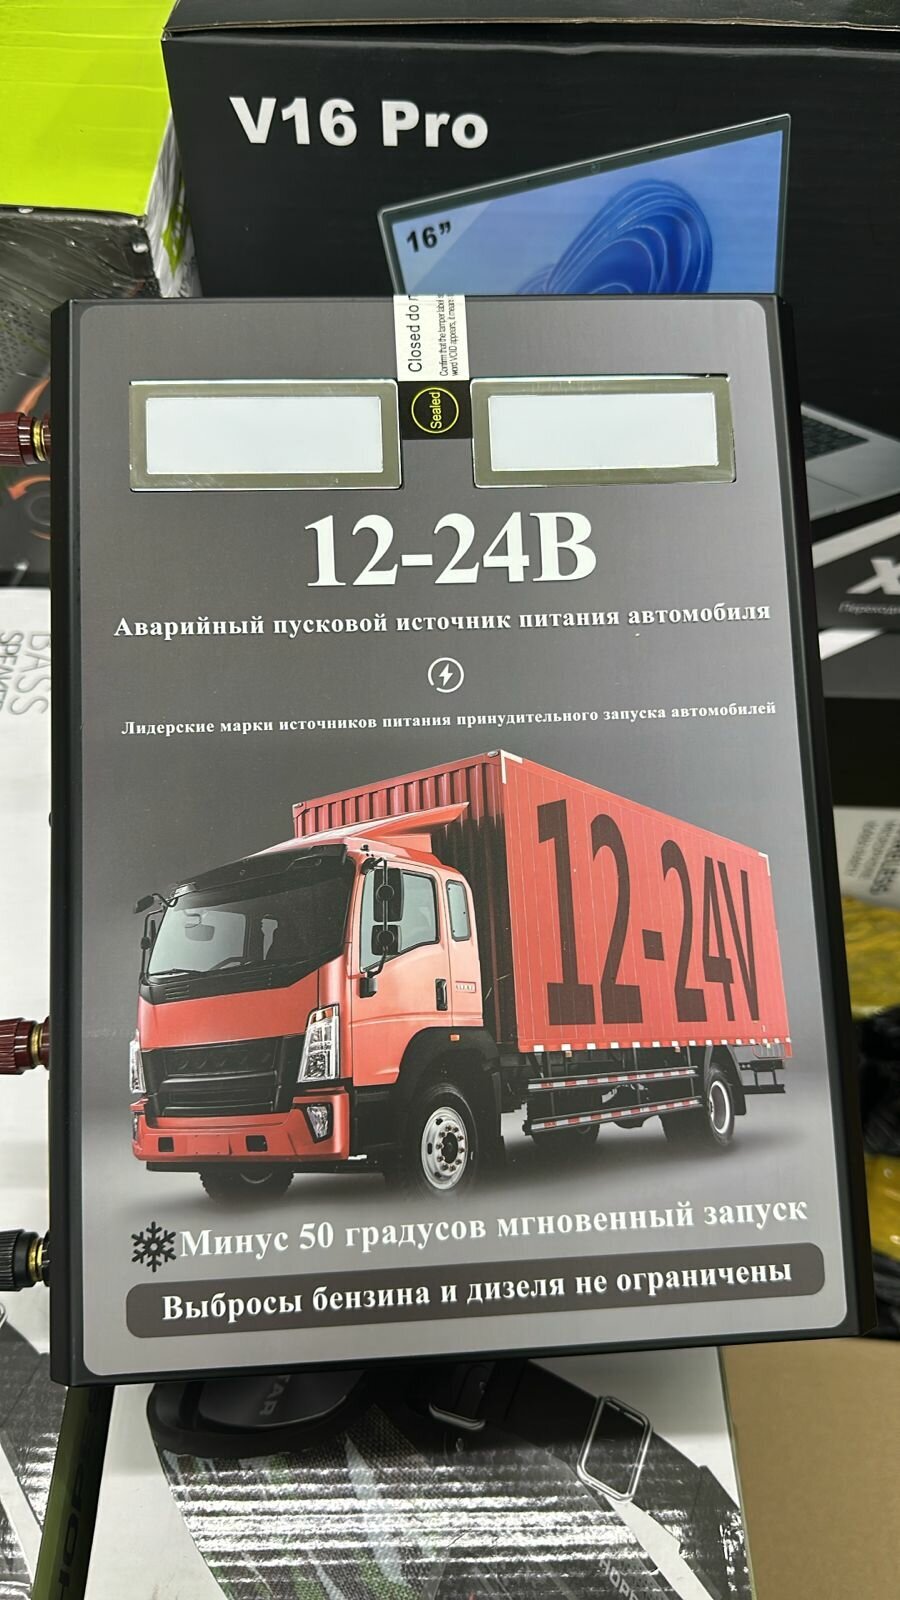 V16 Pro
16”
Closed do
Sealed
12-24В
Аварийный пусковой источник питания автомобиля
Лидерские марки источников питания принудительного запуска автомобилей
12-24V
Минус 50 градусов мгновенный запуск
Выбросы бензина и дизеля не ограничены
BASS